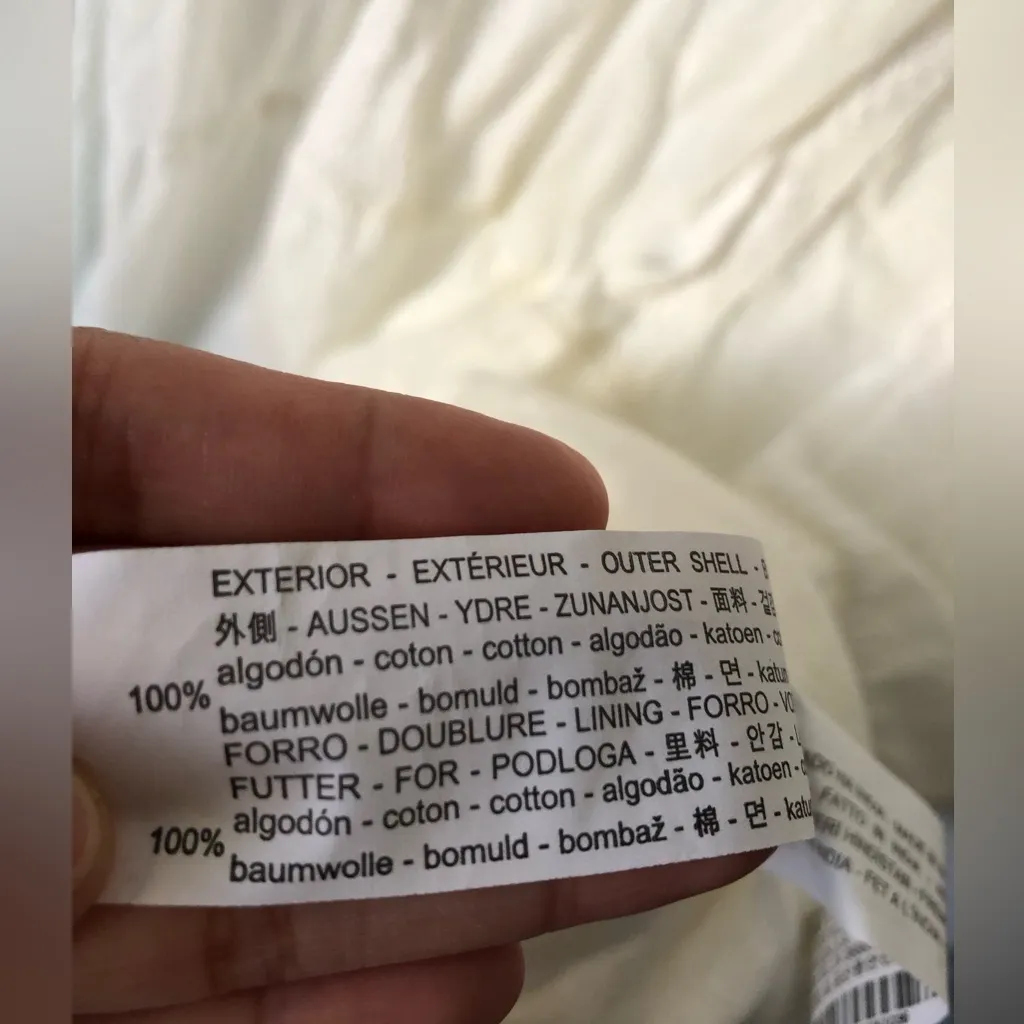 EXTERIOR - EXTÉRIEUR - OUTER SHELL -
外側 - AUSSEN - YDRE - ZUNANJOST - 面料 -
algodón - coton - cotton - algodão - katoen -
100%
baumwolle - bomuld - bombaž - 棉 - 면 -
FORRO - DOUBLURE - LINING - FORRO -
FUTTER - FOR - PODLOGA - 里料 - 안감 -
algodón - coton - cotton - algodão - katoen -
100%
baumwolle - bomuld - bombaž - 棉 - 면 -